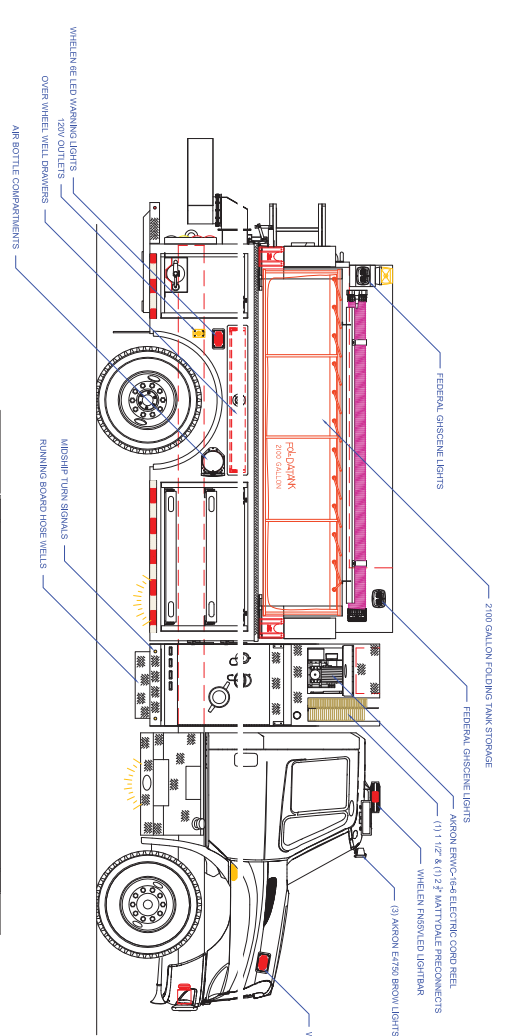 WHELEN 6E LED WARNING LIGHTS
120V OUTLETS
OVER WHEEL WELL DRAWERS
AIR BOTTLE COMPARTMENTS
FEDERAL GHSCENE LIGHTS
2100 GALLON FOLDING TANK STORAGE
FEDERAL GHSCENE LIGHTS
AKRON ERWC-16-6 ELECTRIC CORD REEL
(1) 1 1/2" & (1) 2 ½" MATTYDALE PRECONNECTS
WHELEN FN55VLED LIGHTBAR
(3) AKRON E4750 BROW LIGHTS
W
FOLDATANK
2100 GALLON
MIDSHIP TURN SIGNALS
RUNNING BOARD HOSE WELLS